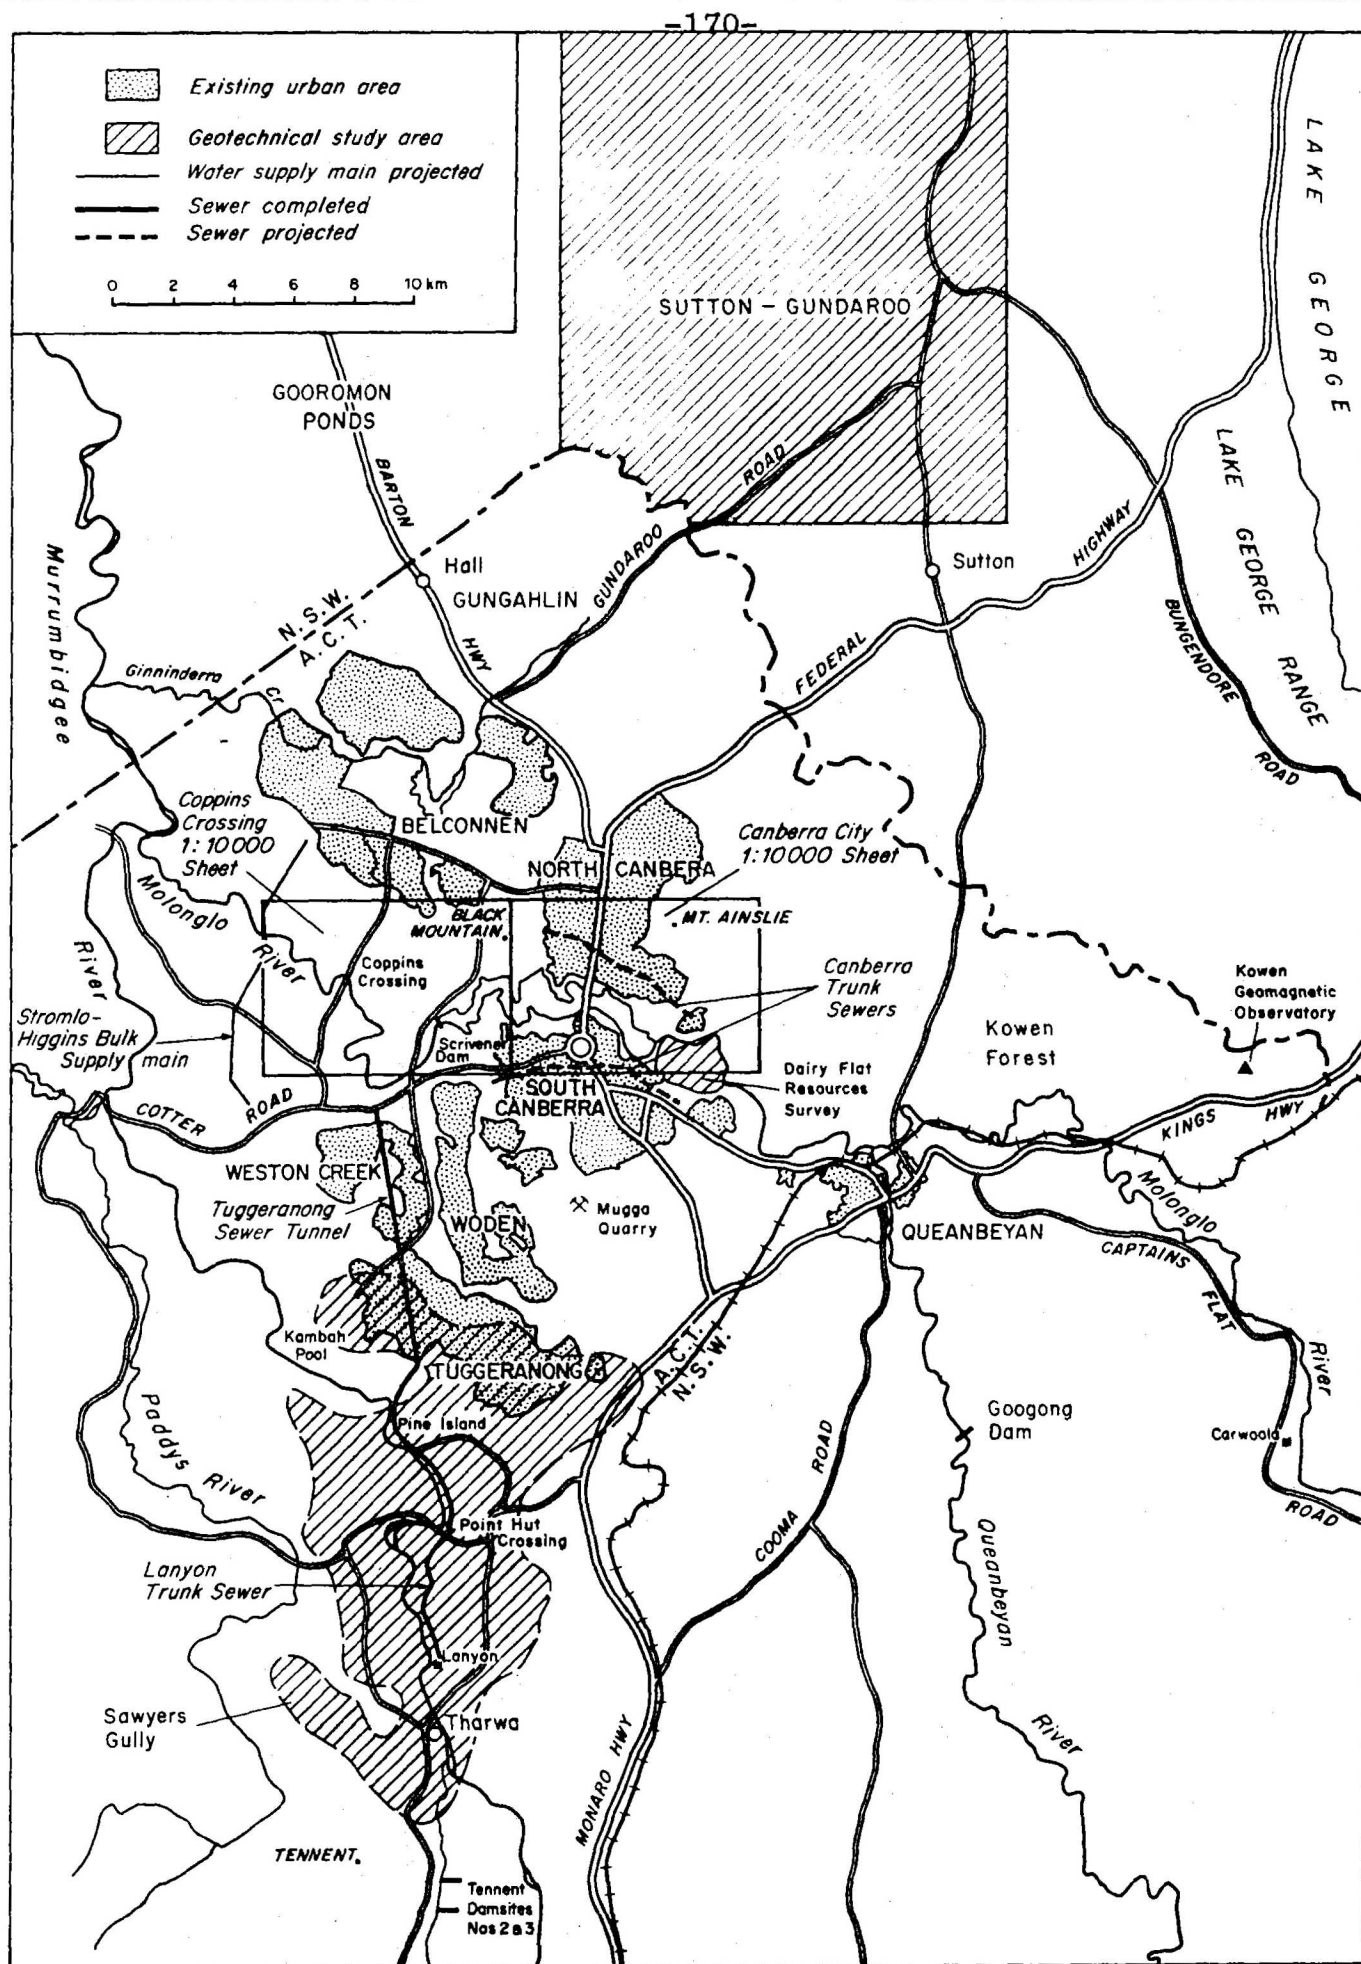 -170-
Existing urban area
Geotechnical study area
Water supply main projected
Sewer completed
Sewer projected
0 2 4 6 8 10 km
LAKE GEORGE
SUTTON – GUNDAROO
GOOROMON
PONDS
BARTON
HWY
ROAD
GUNDAROO
LAKE GEORGE RANGE
HIGHWAY
FEDERAL
Hall
GUNGAHLIN
Sutton
N.S.W.
A.C.T.
Murrumbidgee
River
Ginninderra
Cr
BUNGENDORE
ROAD
Coppins
Crossing
1:10000
Sheet
BELCONNEN
Canberra City
1:10000 Sheet
NORTH CANBERA
Molonglo
River
BLACK
MOUNTAIN.
.MT. AINSLIE
Coppins
Crossing
Canberra
Trunk
Sewers
Kowen
Geomagnetic
Observatory
Stromlo-
Higgins Bulk
Supply main
Scrivener
Dam
Kowen
Forest
Dairy Flat
Resources
Survey
SOUTH
CANBERRA
COTTER
ROAD
KINGS
HWY
WESTON CREEK
Tuggeranong
Sewer Tunnel
WODEN
Mugga
Quarry
QUEANBEYAN
Molonglo
River
CAPTAINS
FLAT
ROAD
Kambah
Pool
A.C.T.
N.S.W.
TUGGERANONG
Paddys
River
Pine Island
Googong
Dam
Carwoola
ROAD
COOMA
Point Hut
Crossing
Lanyon
Trunk Sewer
Queanbeyan
River
Lanyon
Sawyers
Gully
Tharwa
MONARO HWY
TENNENT.
Tennent
Damsites
Nos 2 & 3